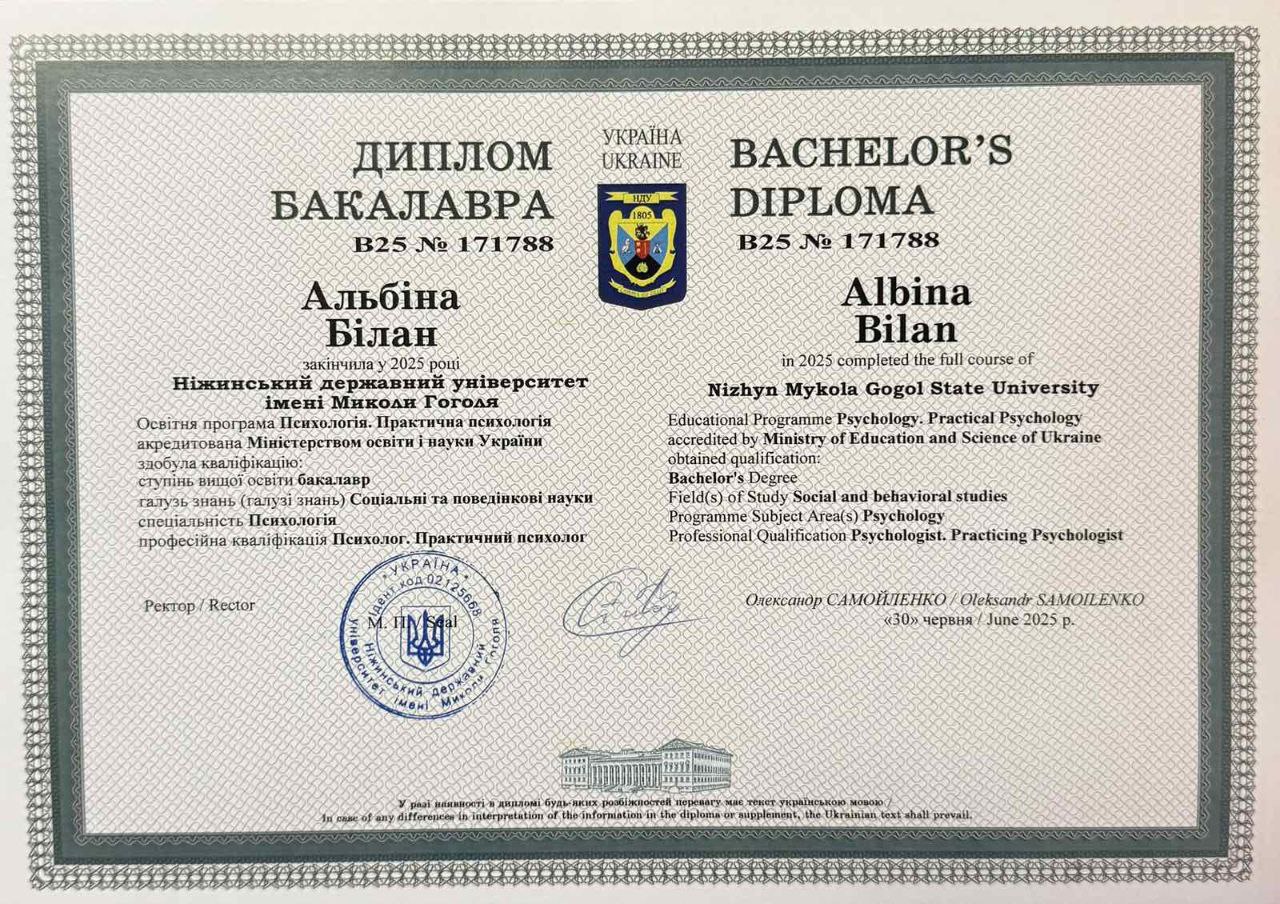 УКРАЇНА
UKRAINE
ДИПЛОМ
БАКАЛАВРА
B25 № 171788
Альбіна
Білан
закінчила у 2025 році
Ніжинський державний університет
імені Миколи Гоголя
Освітня програма Психологія. Практична психологія
акредитована Міністерством освіти і науки України
здобула кваліфікацію:
ступінь вищої освіти бакалавр
галузь знань (галузі знань) Соціальні та поведінкові науки
спеціальність Психологія
професійна кваліфікація Психолог. Практичний психолог
НДУ
1805
BACHELOR'S
DIPLOMA
B25 № 171788
Albina
Bilan
in 2025 completed the full course of
Nizhyn Mykola Gogol State University
Educational Programme Psychology. Practical Psychology
accredited by Ministry of Education and Science of Ukraine
obtained qualification:
Bachelor's Degree
Field(s) of Study Social and behavioral studies
Programme Subject Area(s) Psychology
Professional Qualification Psychologist. Practicing Psychologist
Ректор / Rector
М. П. Seal
* УКРАЇНА *
Ідент код 02125668
Ніжинський державний
університет імені Миколи Гоголя
Олександр САМОЙЛЕНКО / Oleksandr SAMOILENKO
«30» червня / June 2025 р.
У разі наявності в дипломі будь-яких розбіжностей перевагу має текст українською мовою /
In case of any differences in interpretation of the information in the diploma or supplement, the Ukrainian text shall prevail.